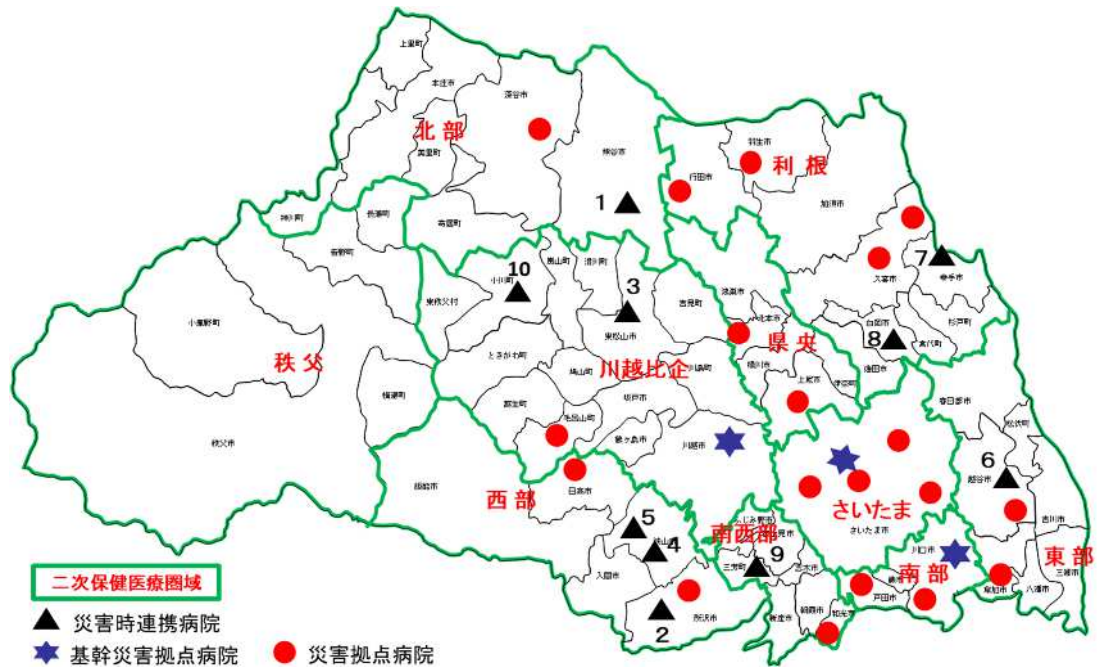 上里町
本庄市
深谷市
北部
美里町
熊谷市
羽生市
利根
行田市
加須市
1
神川町
長瀞町
寄居町
皆野町
嵐山町
滑川町
10
小川町
3
7
久喜市
幸手市
東秩父村
吉見町
鴻巣市
小鹿野町
東松山市
北本市
白岡市
杉戸町
8
宮代町
県央
秩父
ときがわ町
川越比企
川島町
桶川市
蓮田市
鳩山町
上尾市
伊奈町
横瀬町
坂戸市
春日部市
越生町
毛呂山町
松伏町
秩父市
鶴ヶ島市
川越市
6
越谷市
飯能市
西部
日高市
さいたま
さいたま市
吉川市
5
ふじみ野市
南西部
富士見市
狭山市
4
川口市
東部
9
入間市
三芳町
志木市
南部
蕨市
三郷市
二次保健医療圏域
戸田市
草加市
八潮市
朝霞市
和光市
新座市
2
所沢市
災害時連携病院
基幹災害拠点病院
災害拠点病院